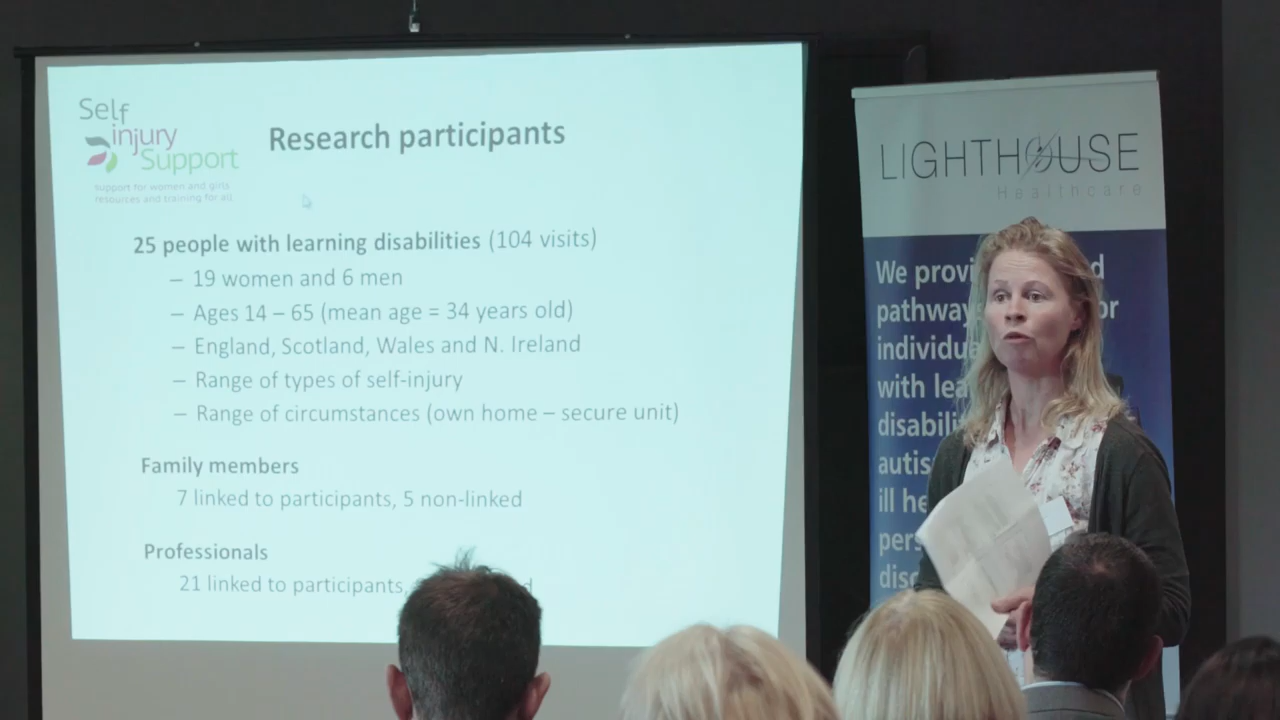 Self
injury
Support
support for women and girls
resources and training for all
Research participants
25 people with learning disabilities (104 visits)
– 19 women and 6 men
– Ages 14 – 65 (mean age = 34 years old)
– England, Scotland, Wales and N. Ireland
– Range of types of self-injury
– Range of circumstances (own home – secure unit)
Family members
7 linked to participants, 5 non-linked
Professionals
21 linked to participants,
LIGHTHOUSE
Healthcare
We provi
pathway
individua
with lea
disabili
autis
ill he
pers
diso